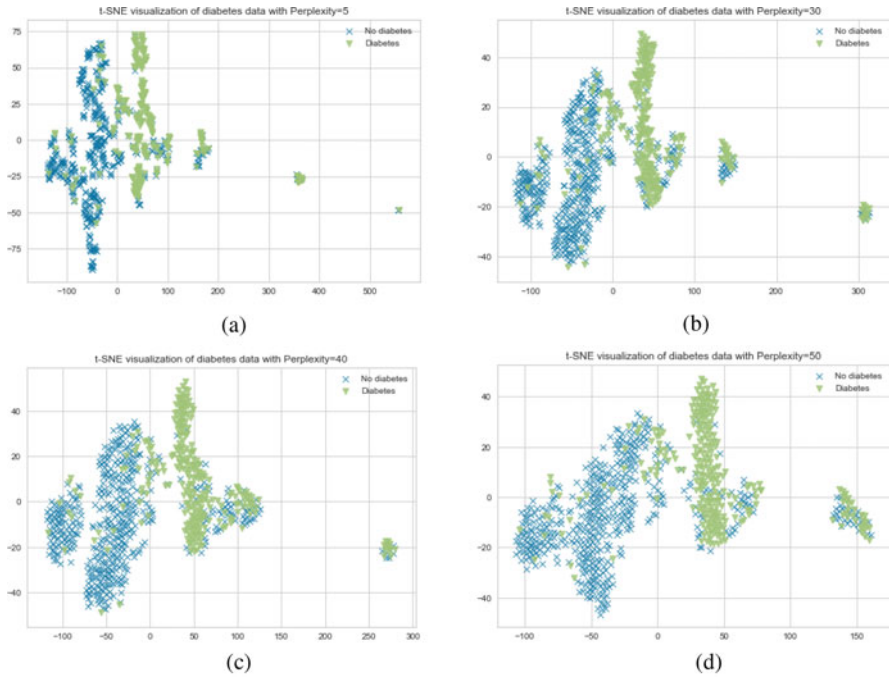 t-SNE visualization of diabetes data with Perplexity=5
No diabetes
Diabetes
75
50
25
0
−25
−50
−75
−100 0 100 200 300 400 500
(a)
t-SNE visualization of diabetes data with Perplexity=30
No diabetes
Diabetes
40
20
0
−20
−40
−100 0 100 200 300
(b)
t-SNE visualization of diabetes data with Perplexity=40
No diabetes
Diabetes
40
20
0
−20
−40
−100 −50 0 50 100 150 200 250 300
(c)
t-SNE visualization of diabetes data with Perplexity=50
No diabetes
Diabetes
40
20
0
−20
−40
−100 −50 0 50 100 150
(d)